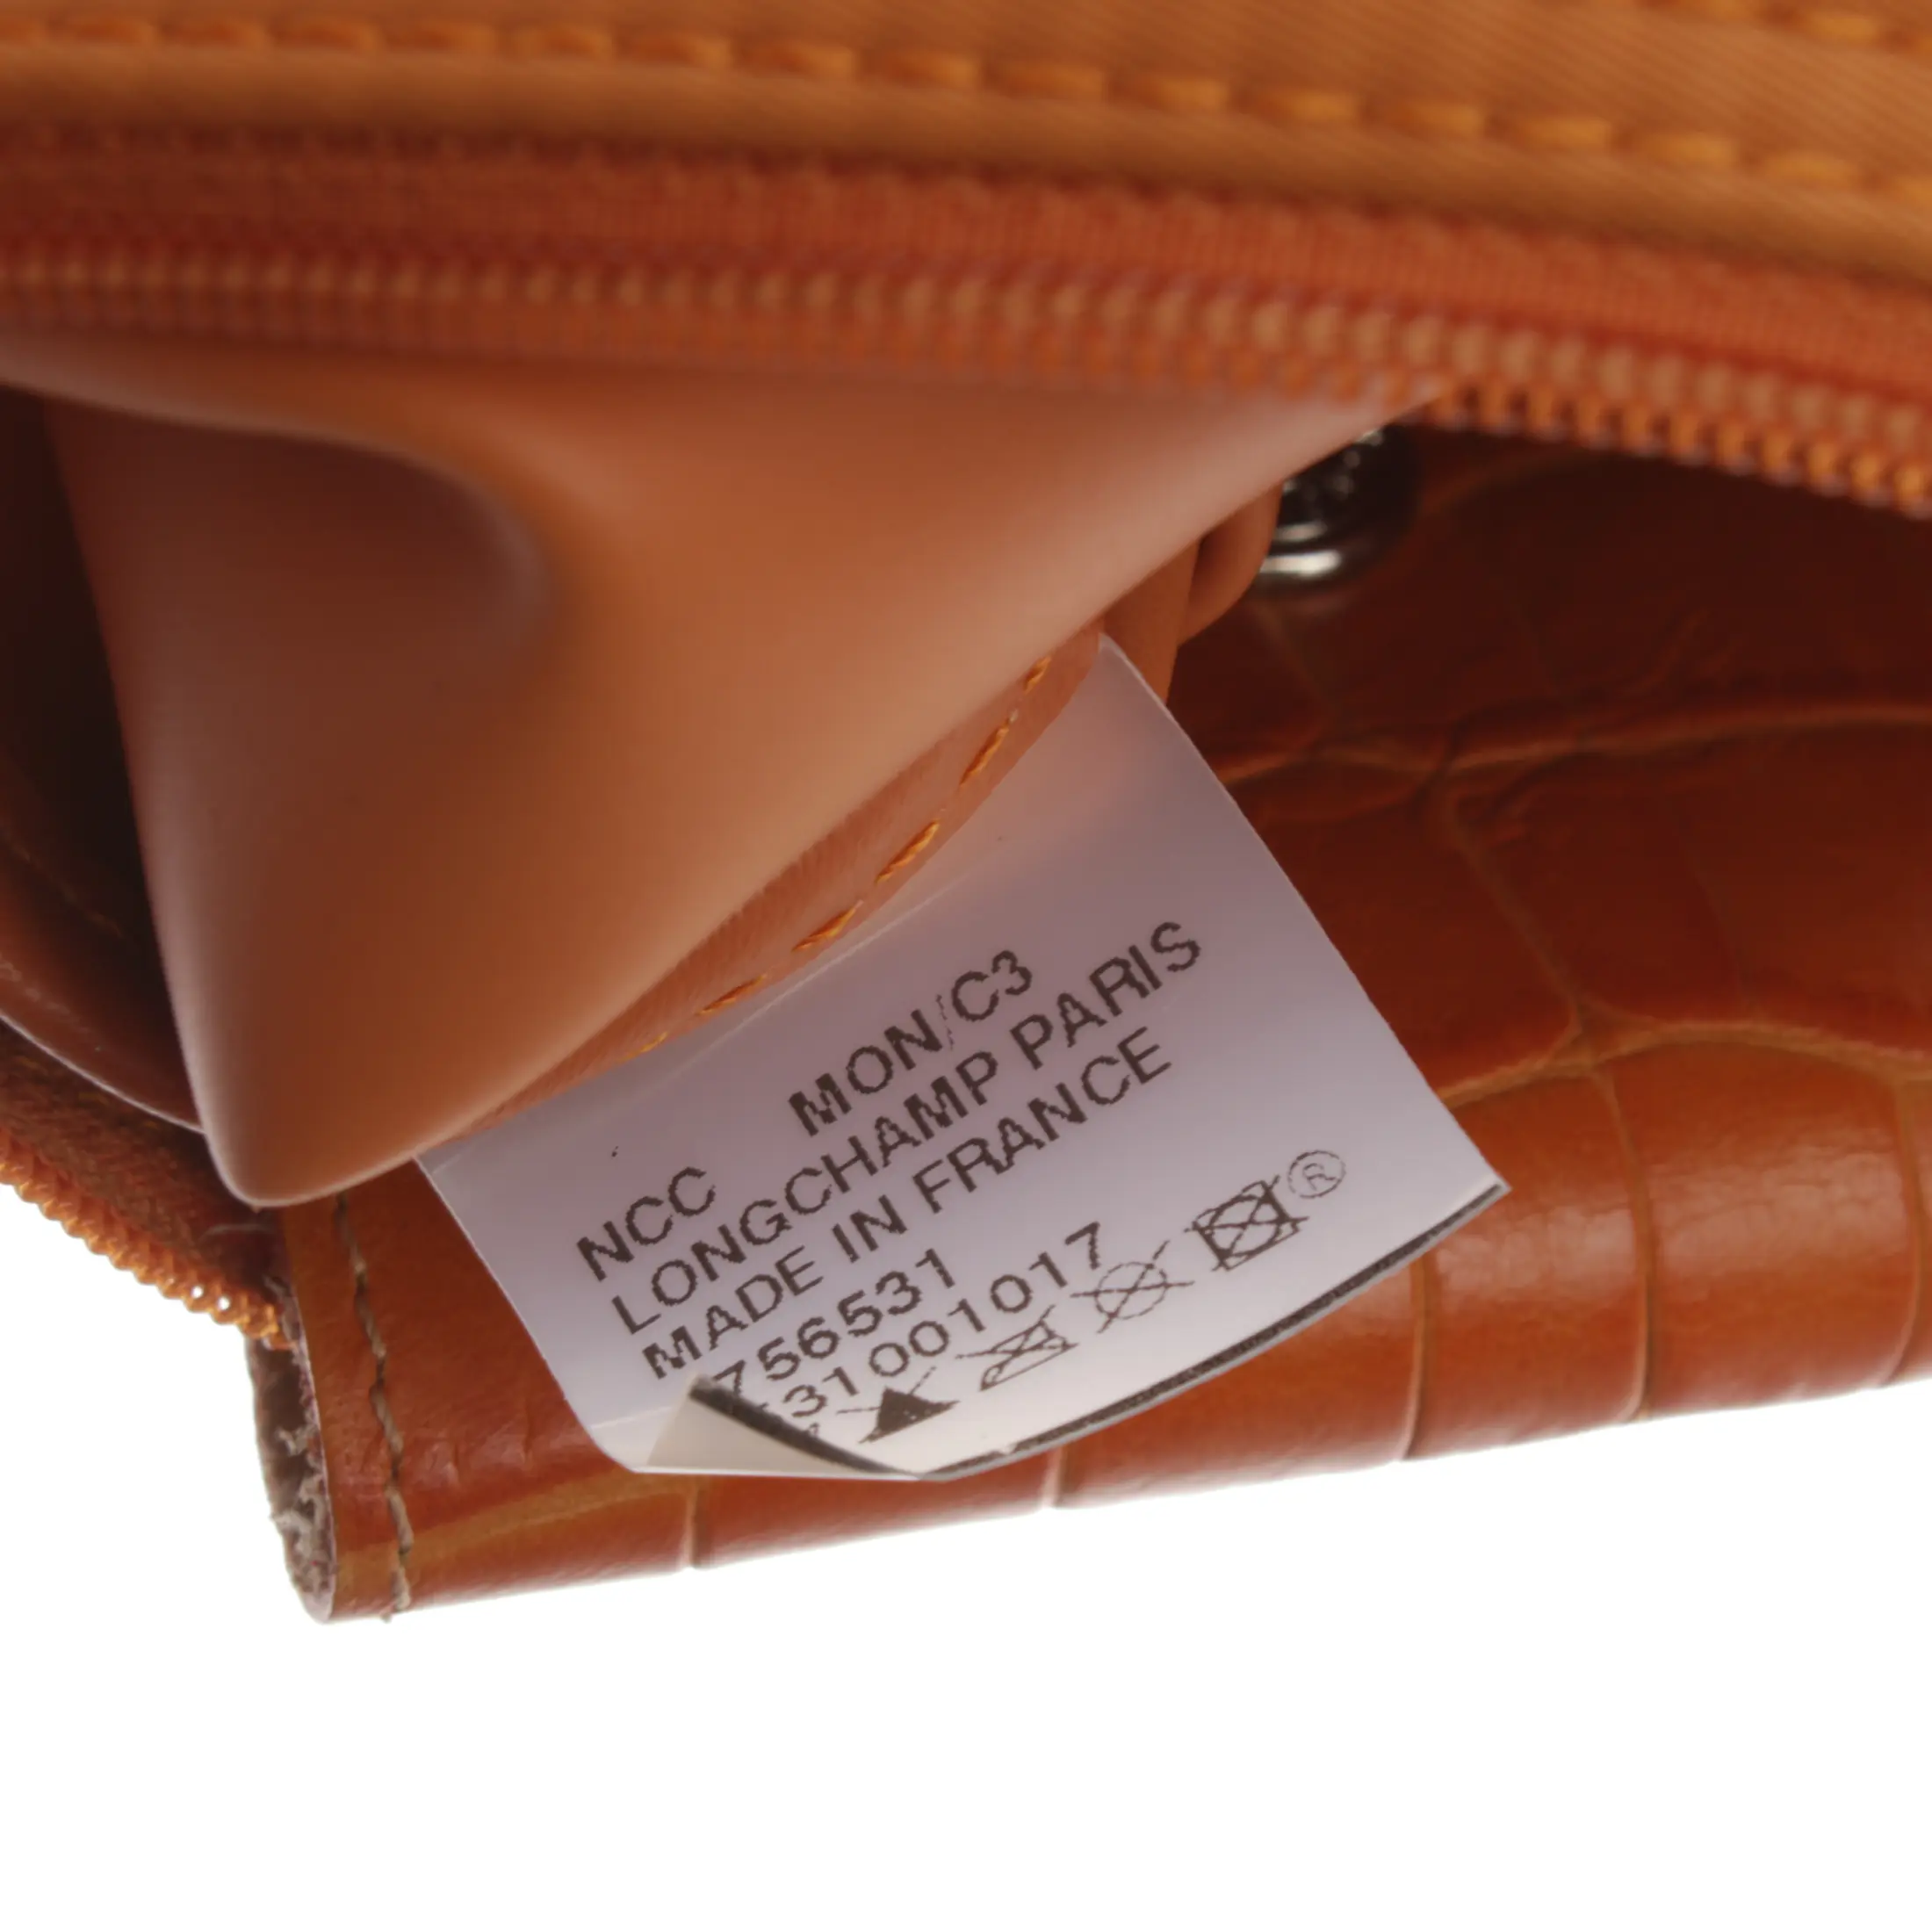 MON/C3
NCC
LONGCHAMP PARIS
MADE IN FRANCE
756531
31001017
®